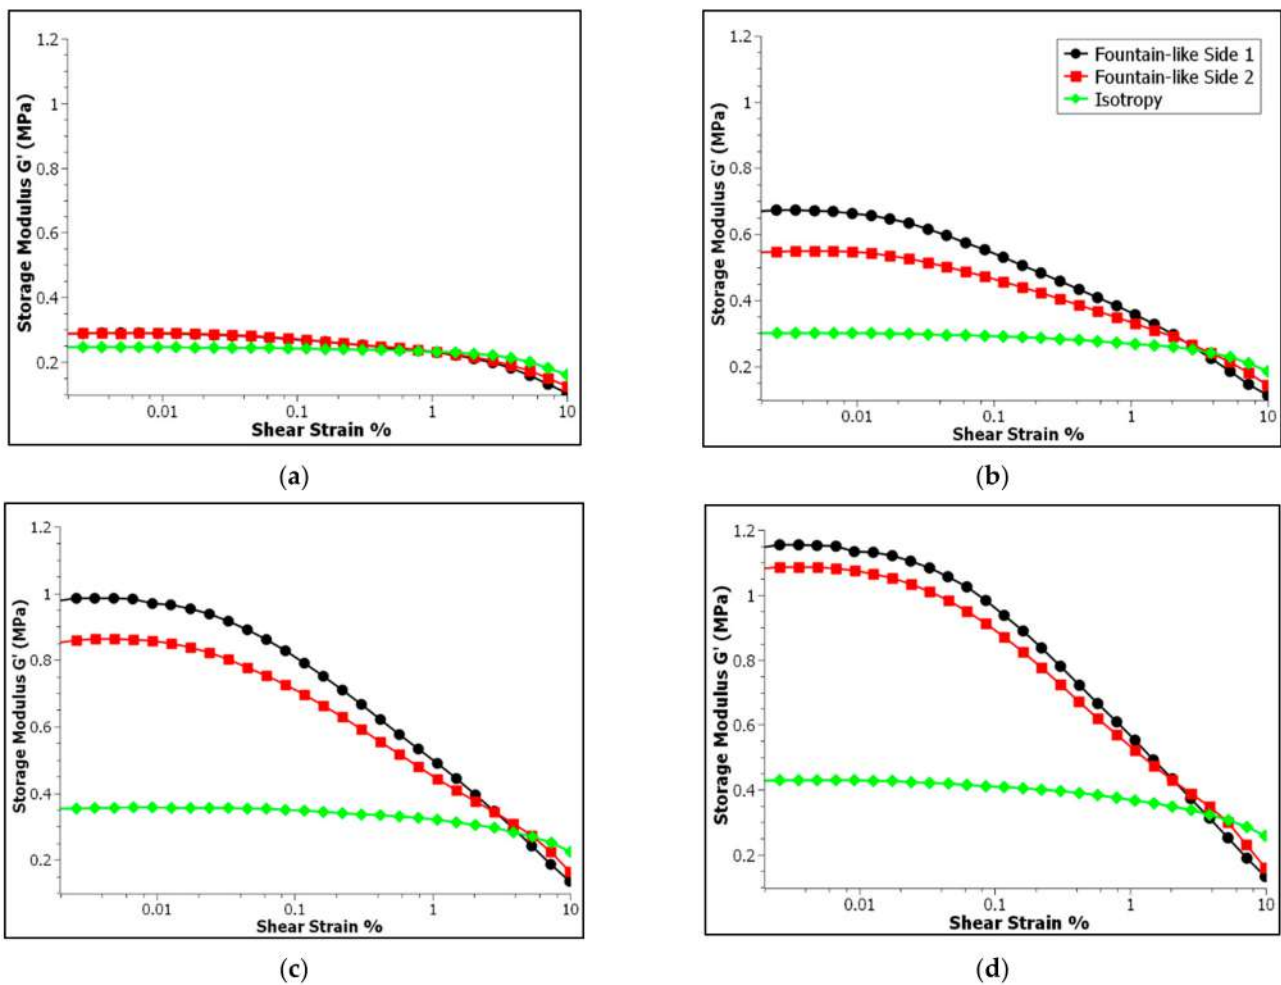 1.2
1
0.8
0.6
0.4
0.2
Storage Modulus G' (MPa)
0.01 0.1 1 10
Shear Strain %
(a)
1.2
1
0.8
0.6
0.4
0.2
Storage Modulus G' (MPa)
Fountain-like Side 1
Fountain-like Side 2
Isotropy
0.01 0.1 1 10
Shear Strain %
(b)
1.2
1
0.8
0.6
0.4
0.2
Storage Modulus G' (MPa)
0.01 0.1 1 10
Shear Strain %
(c)
1.2
1
0.8
0.6
0.4
0.2
Storage Modulus G' (MPa)
0.01 0.1 1 10
Shear Strain %
(d)